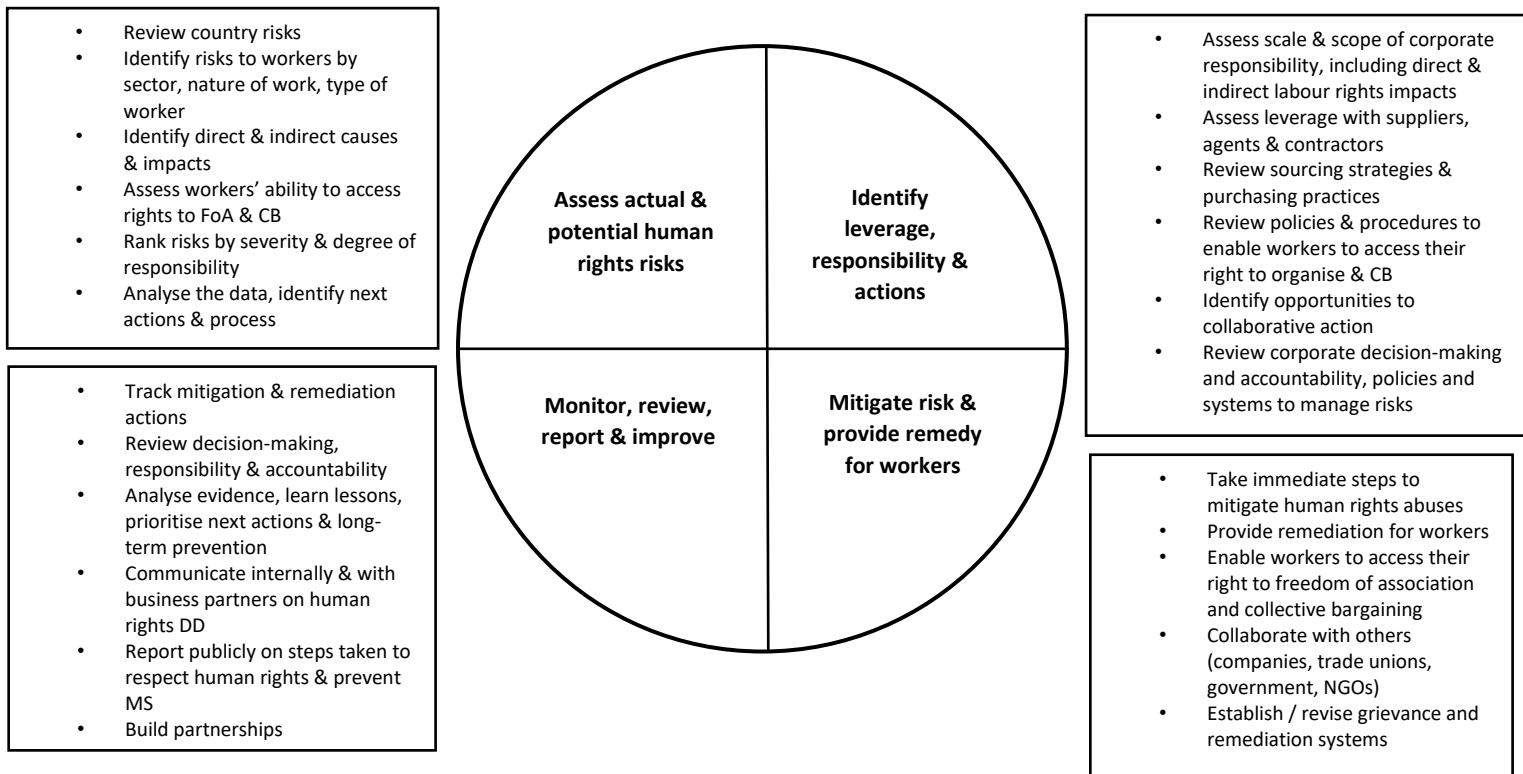 • Review country risks
• Identify risks to workers by
sector, nature of work, type of
worker
• Identify direct & indirect causes
& impacts
• Assess workers’ ability to access
rights to FoA & CB
• Rank risks by severity & degree of
responsibility
• Analyse the data, identify next
actions & process
Assess actual &
potential human
rights risks
Identify
leverage,
responsibility &
actions
• Assess scale & scope of corporate
responsibility, including direct &
indirect labour rights impacts
• Assess leverage with suppliers,
agents & contractors
• Review sourcing strategies &
purchasing practices
• Review policies & procedures to
enable workers to access their
right to organise & CB
• Identify opportunities to
collaborative action
• Review corporate decision-making
and accountability, policies and
systems to manage risks
• Track mitigation & remediation
actions
• Review decision-making,
responsibility & accountability
• Analyse evidence, learn lessons,
prioritise next actions & long-
term prevention
• Communicate internally & with
business partners on human
rights DD
• Report publicly on steps taken to
respect human rights & prevent
MS
• Build partnerships
Monitor, review,
report & improve
Mitigate risk &
provide remedy
for workers
• Take immediate steps to
mitigate human rights abuses
• Provide remediation for workers
• Enable workers to access their
right to freedom of association
and collective bargaining
• Collaborate with others
(companies, trade unions,
government, NGOs)
• Establish / revise grievance and
remediation systems